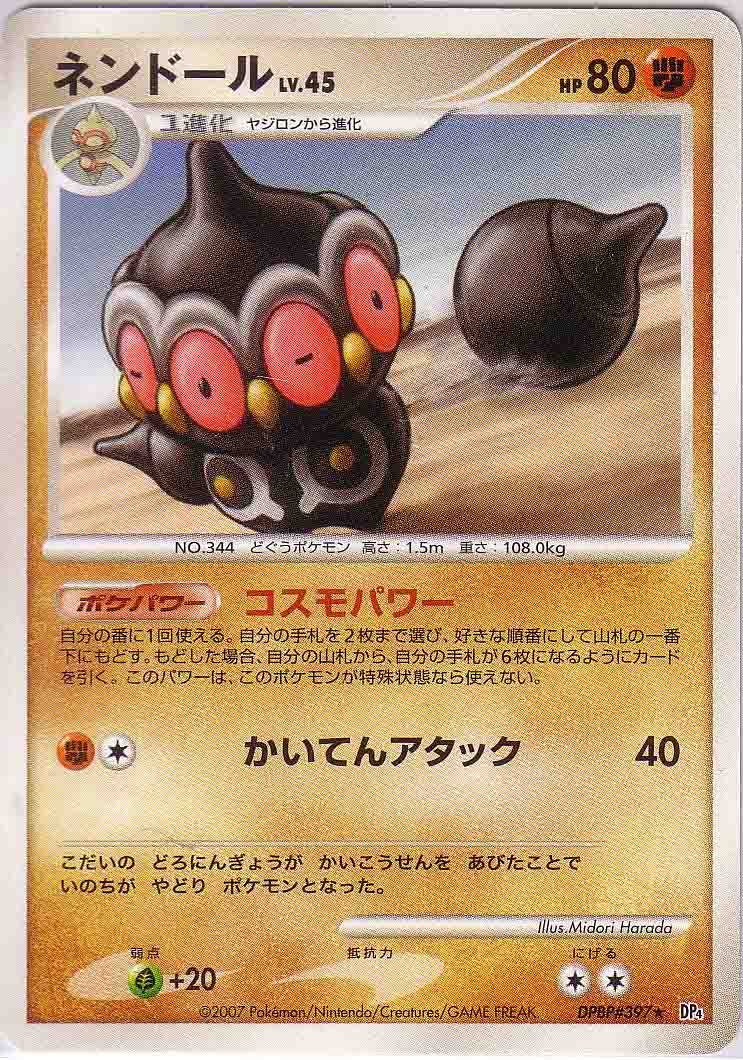 ネンドール LV.45
HP 80
1進化 ヤジロンから進化
NO.344 どぐうポケモン 高さ：1.5m 重さ：108.0kg
ポケパワー コスモパワー
自分の番に1回使える。自分の手札を2枚まで選び、好きな順番にして山札の一番
下にもどす。もどした場合、自分の山札から、自分の手札が6枚になるようにカード
を引く。このパワーは、このポケモンが特殊状態なら使えない。
かいてんアタック 40
こだいの どろにんぎょうが かいこうせんを あびたことで
いのちが やどり ポケモンとなった。
Illus.Midori Harada
弱点 抵抗力 にげる
+20
©2007 Pokémon/Nintendo/Creatures/GAME FREAK. DPBP#397★ DP4